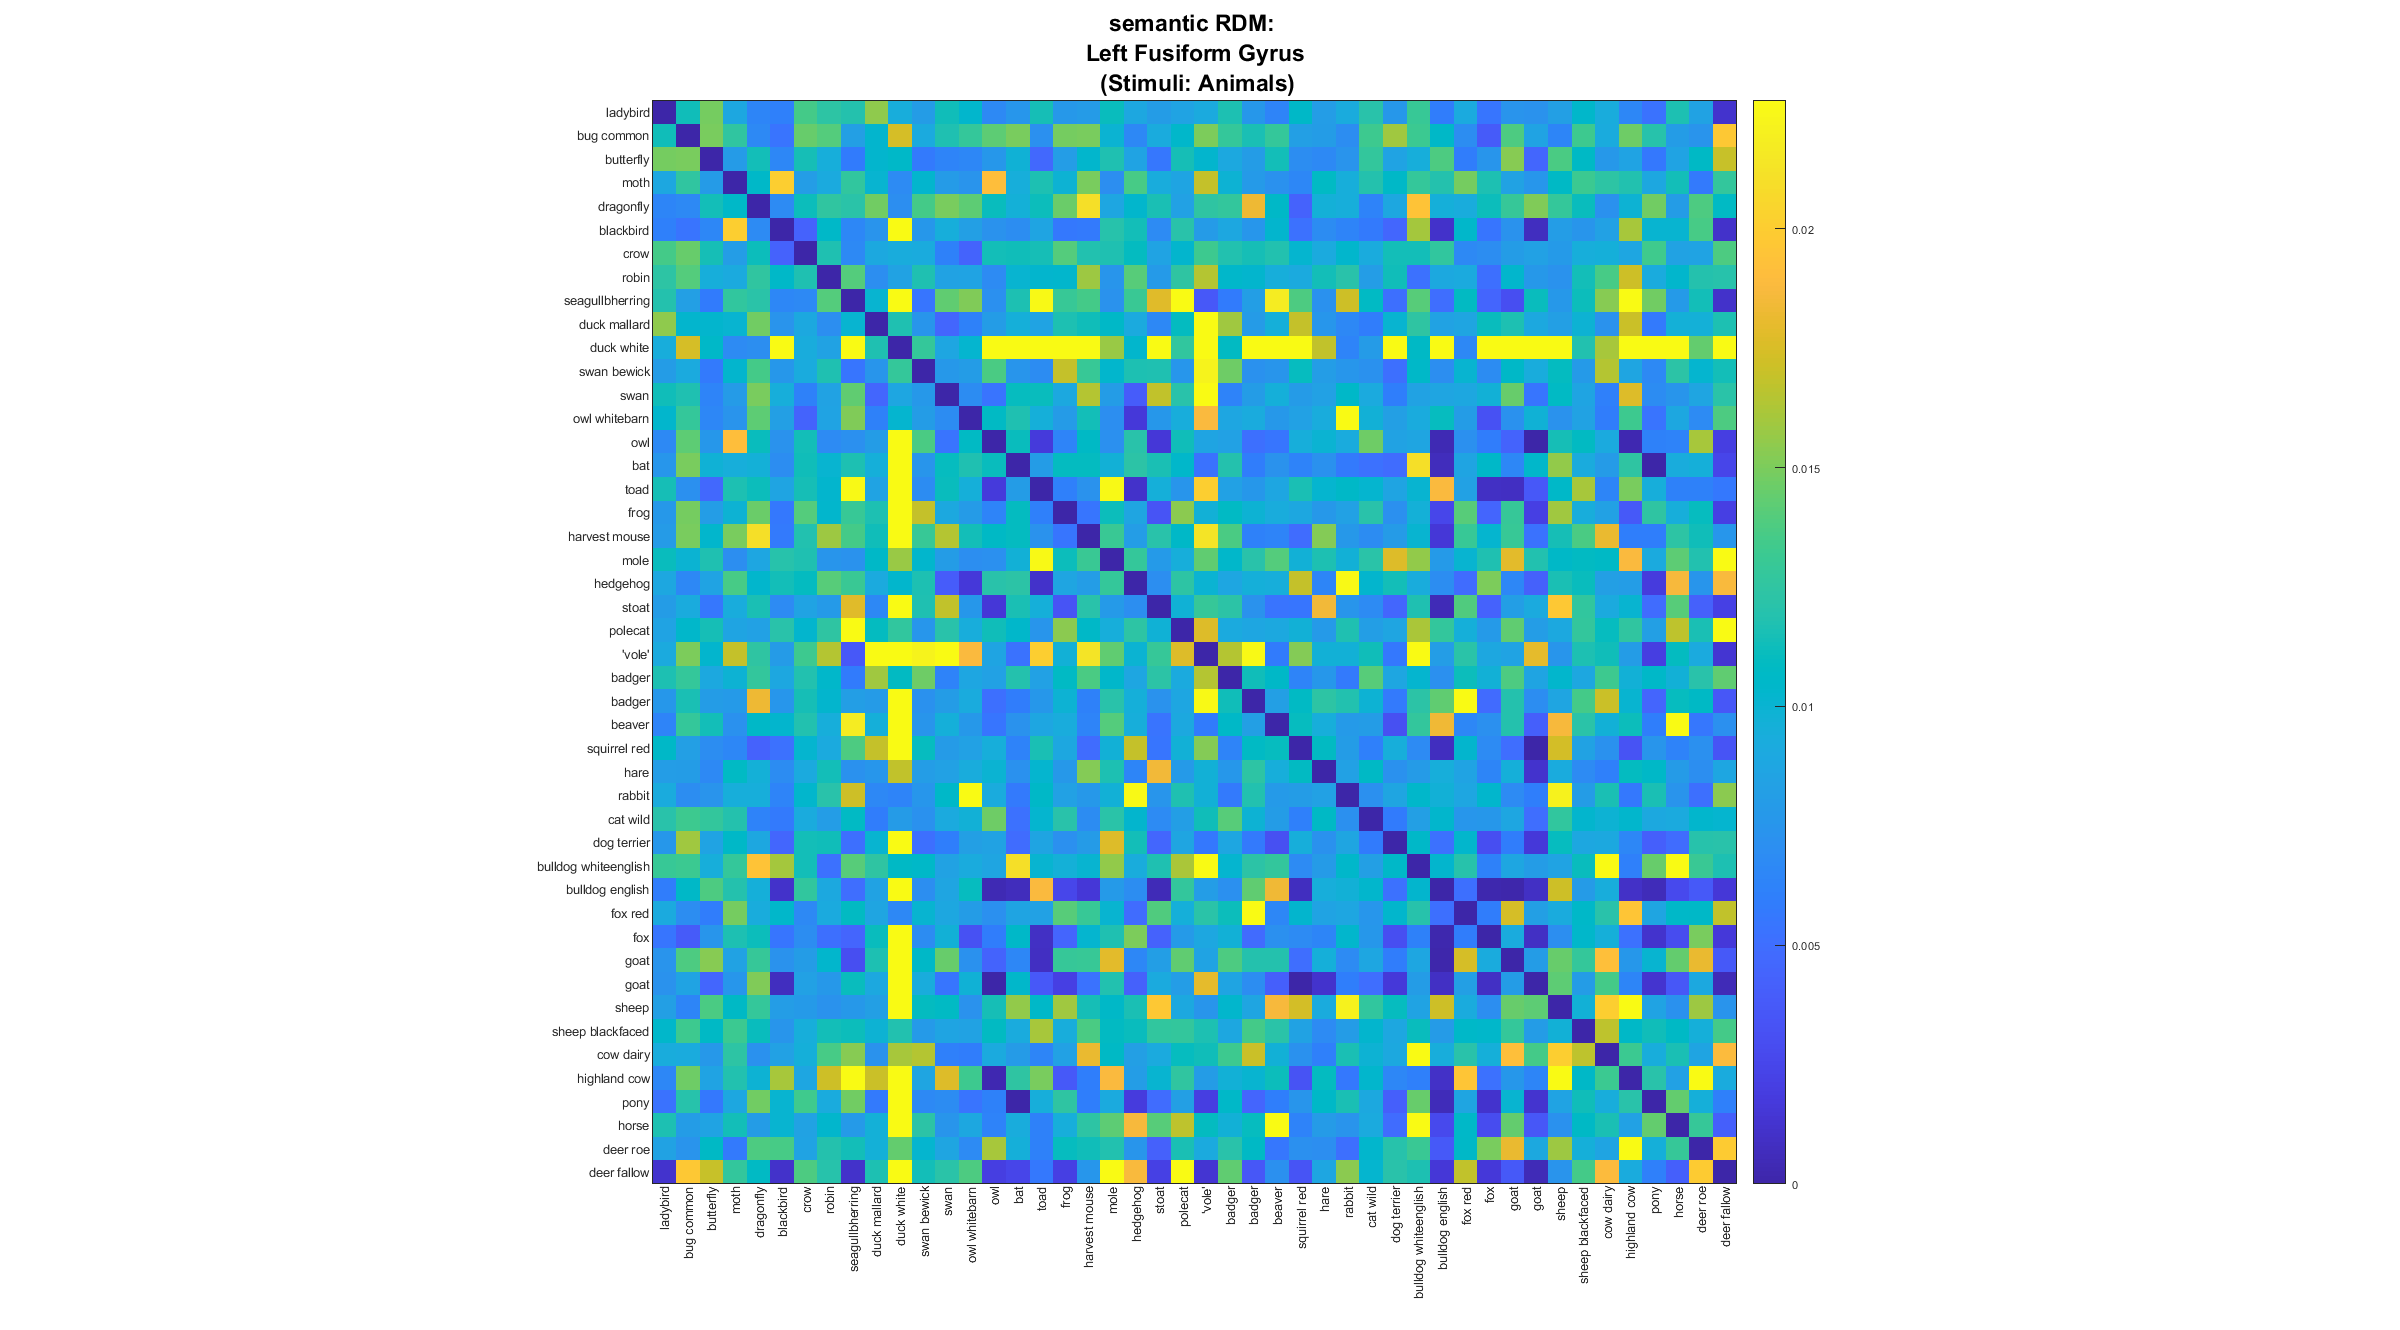 semantic RDM:
Left Fusiform Gyrus
(Stimuli: Animals)
ladybird
bug common
butterfly
moth
dragonfly
blackbird
crow
robin
seagullbherring
duck mallard
duck white
swan bewick
swan
owl whitebarn
owl
bat
toad
frog
harvest mouse
mole
hedgehog
stoat
polecat
'vole'
badger
badger
beaver
squirrel red
hare
rabbit
cat wild
dog terrier
bulldog whiteenglish
bulldog english
fox red
fox
goat
goat
sheep
sheep blackfaced
cow dairy
highland cow
pony
horse
deer roe
deer fallow
ladybird
bug common
butterfly
moth
dragonfly
blackbird
crow
robin
seagullbherring
duck mallard
duck white
swan bewick
swan
owl whitebarn
owl
bat
toad
frog
harvest mouse
mole
hedgehog
stoat
polecat
'vole'
badger
badger
beaver
squirrel red
hare
rabbit
cat wild
dog terrier
bulldog whiteenglish
bulldog english
fox red
fox
goat
goat
sheep
sheep blackfaced
cow dairy
highland cow
pony
horse
deer roe
deer fallow
0.02
0.015
0.01
0.005
0